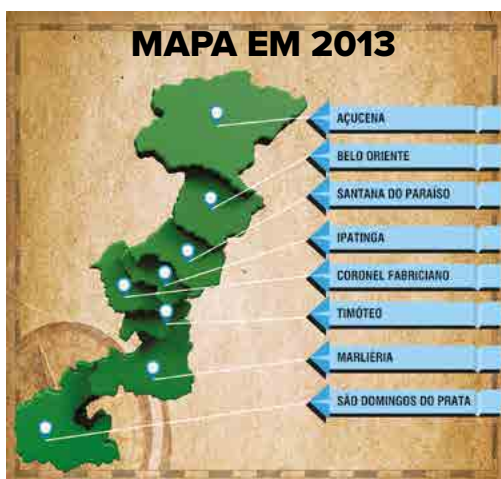 MAPA EM 2013
AÇUCENA
BELO ORIENTE
SANTANA DO PARAÍSO
IPATINGA
CORONEL FABRICIANO
TIMÓTEO
MARLIÉRIA
SÃO DOMINGOS DO PRATA